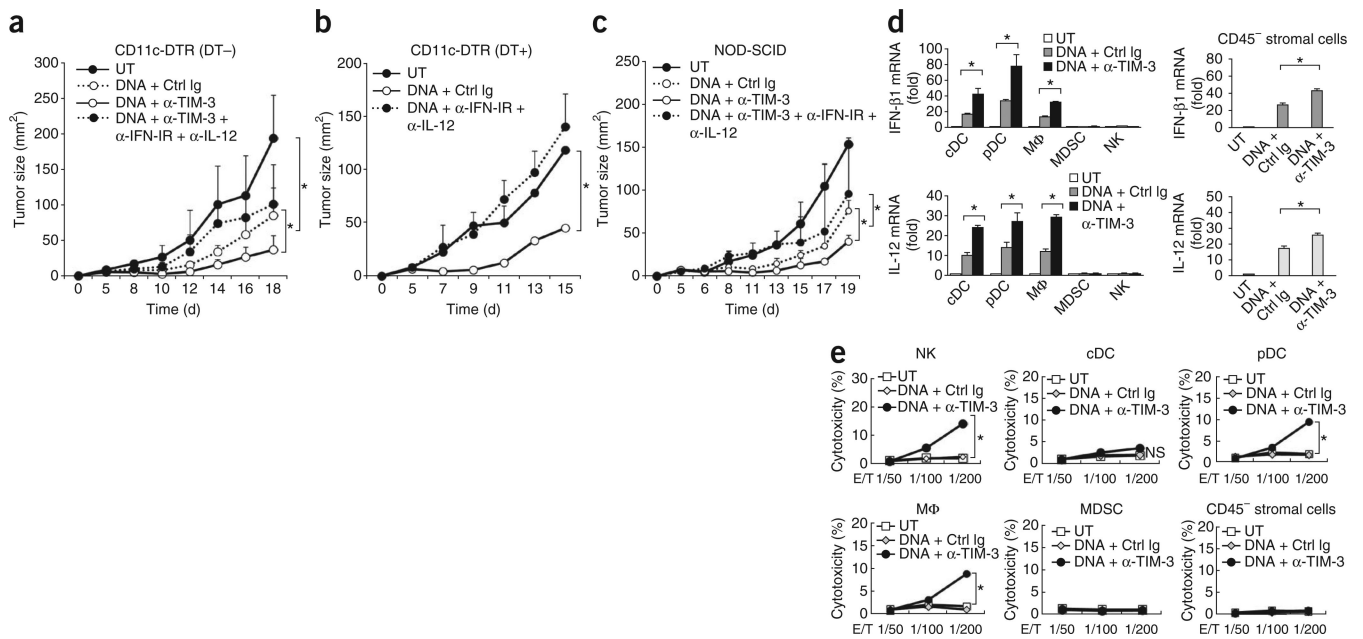 a
CD11c-DTR (DT−)
300
250
200
150
100
50
0
Tumor size (mm²)
UT
DNA + Ctrl Ig
DNA + α-TIM-3
DNA + α-TIM-3 +
α-IFN-IR + α-IL-12
*
*
0 5 6 8 10 12 14 16 18
Time (d)
b
CD11c-DTR (DT+)
200
150
100
50
0
Tumor size (mm²)
UT
DNA + Ctrl Ig
DNA + α-IFN-IR +
α-IL-12
*
0 5 7 9 11 13 15
Time (d)
c
NOD-SCID
250
200
150
100
50
0
Tumor size (mm²)
UT
DNA + Ctrl Ig
DNA + α-TIM-3
DNA + α-TIM-3 + α-IFN-IR +
α-IL-12
*
*
0 5 6 8 11 13 15 17 19
Time (d)
d
IFN-β1 mRNA
(fold)
100
80
60
40
20
0
UT
DNA + Ctrl Ig
DNA + α-TIM-3
*
*
*
cDC
pDC
MΦ
MDSC
NK
CD45⁻ stromal cells
IFN-β1 mRNA
(fold)
80
60
40
20
0
*
UT
DNA +
Ctrl Ig
DNA +
α-TIM-3
IL-12 mRNA
(fold)
40
30
20
10
0
UT
DNA + Ctrl Ig
DNA +
α-TIM-3
*
*
*
cDC
pDC
MΦ
MDSC
NK
IL-12 mRNA
(fold)
50
40
30
20
10
0
*
UT
DNA +
Ctrl Ig
DNA +
α-TIM-3
e
NK
Cytotoxicity (%)
30
20
10
0
UT
DNA + Ctrl Ig
DNA + α-TIM-3
*
E/T 1/50 1/100 1/200
cDC
Cytotoxicity (%)
20
15
10
5
0
UT
DNA + Ctrl Ig
DNA + α-TIM-3
NS
E/T 1/50 1/100 1/200
pDC
Cytotoxicity (%)
20
15
10
5
0
UT
DNA + Ctrl Ig
DNA + α-TIM-3
*
E/T 1/50 1/100 1/200
MΦ
Cytotoxicity (%)
20
15
10
5
0
UT
DNA + Ctrl Ig
DNA + α-TIM-3
*
E/T 1/50 1/100 1/200
MDSC
Cytotoxicity (%)
20
15
10
5
0
UT
DNA + Ctrl Ig
DNA + α-TIM-3
E/T 1/50 1/100 1/200
CD45⁻ stromal cells
Cytotoxicity (%)
20
15
10
5
0
UT
DNA + Ctrl Ig
DNA + α-TIM-3
E/T 1/50 1/100 1/200